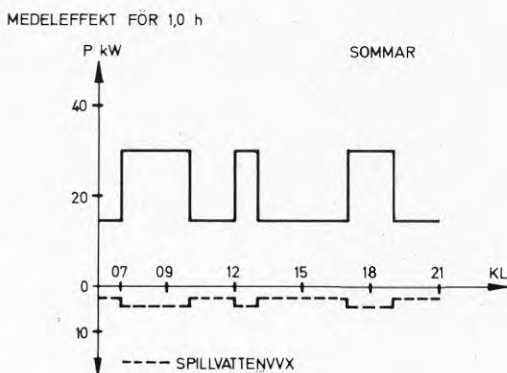 MEDELEFFEKT FÖR 1,0 h
P kW
SOMMAR
40
20
0
07 09 12 15 18 21 KL
10
SPILLVATTENVVX